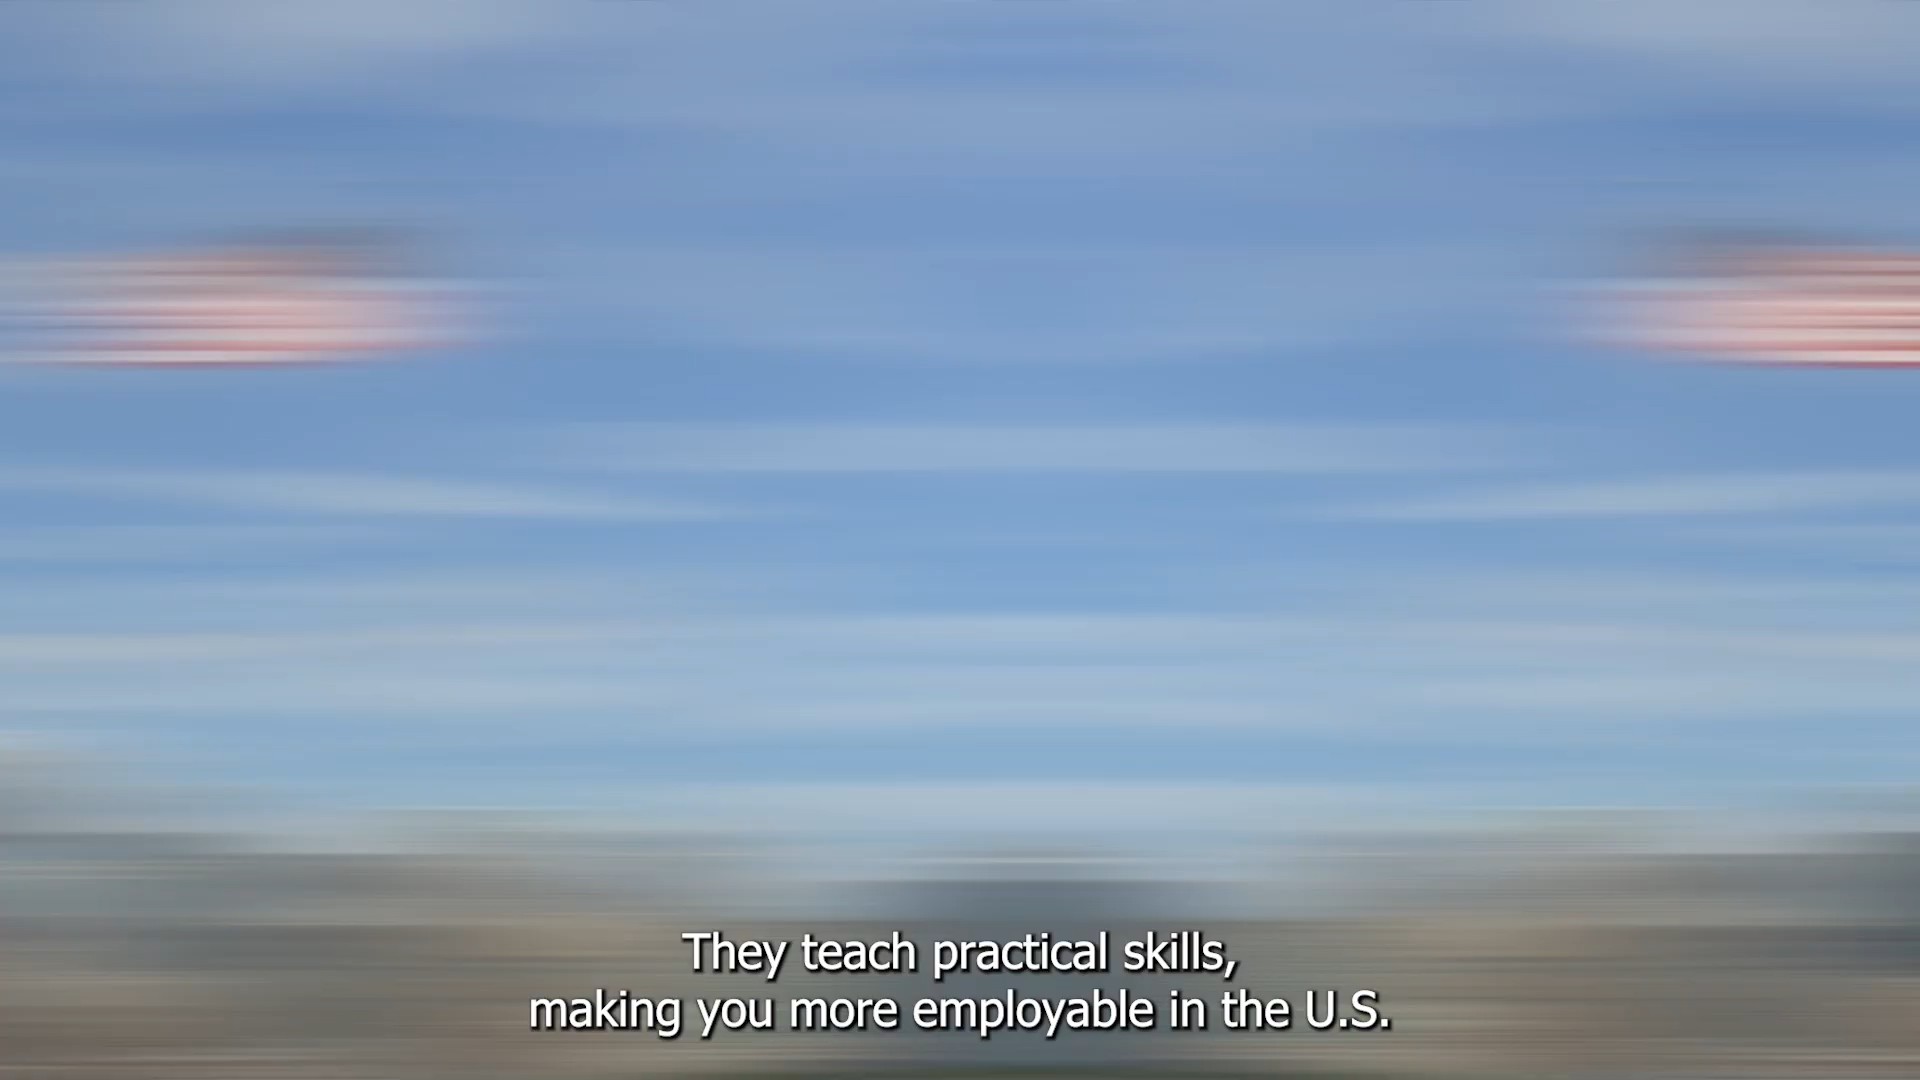 They teach practical skills,
making you more employable in the U.S.